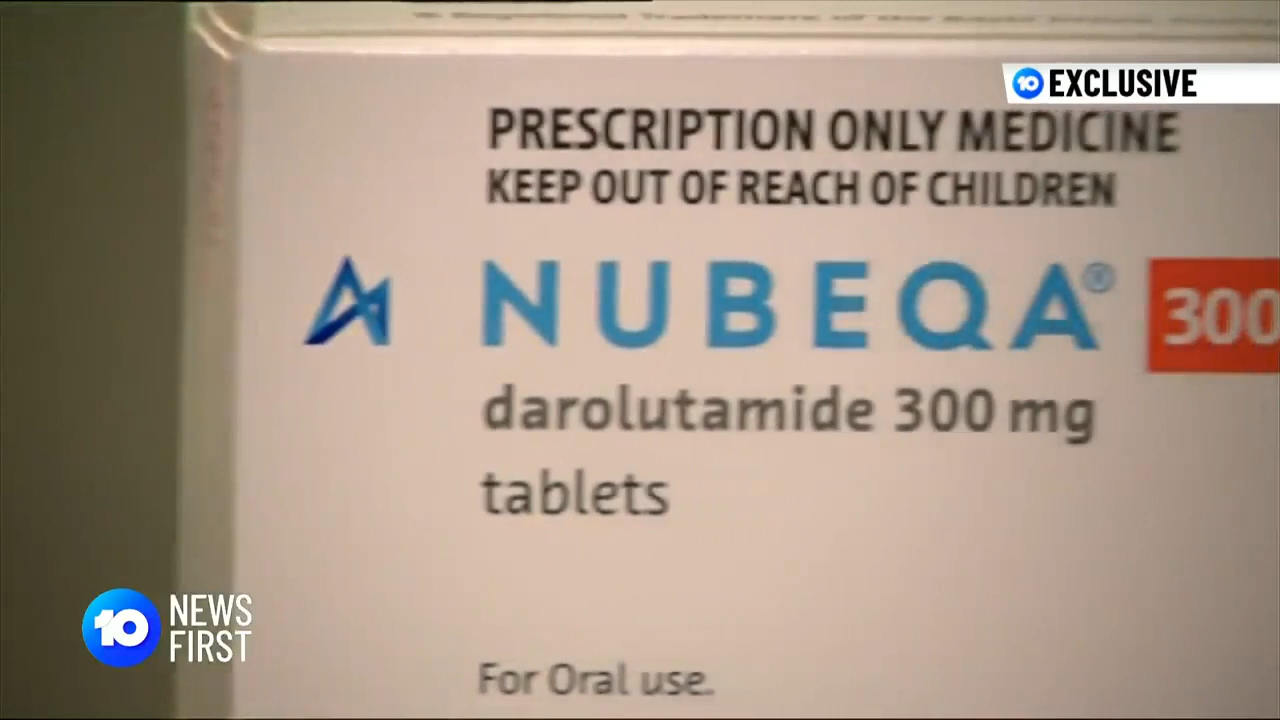 10 EXCLUSIVE
PRESCRIPTION ONLY MEDICINE
KEEP OUT OF REACH OF CHILDREN
NUBEQA® 300
darolutamide 300 mg
tablets
For Oral use.
10 NEWS
FIRST